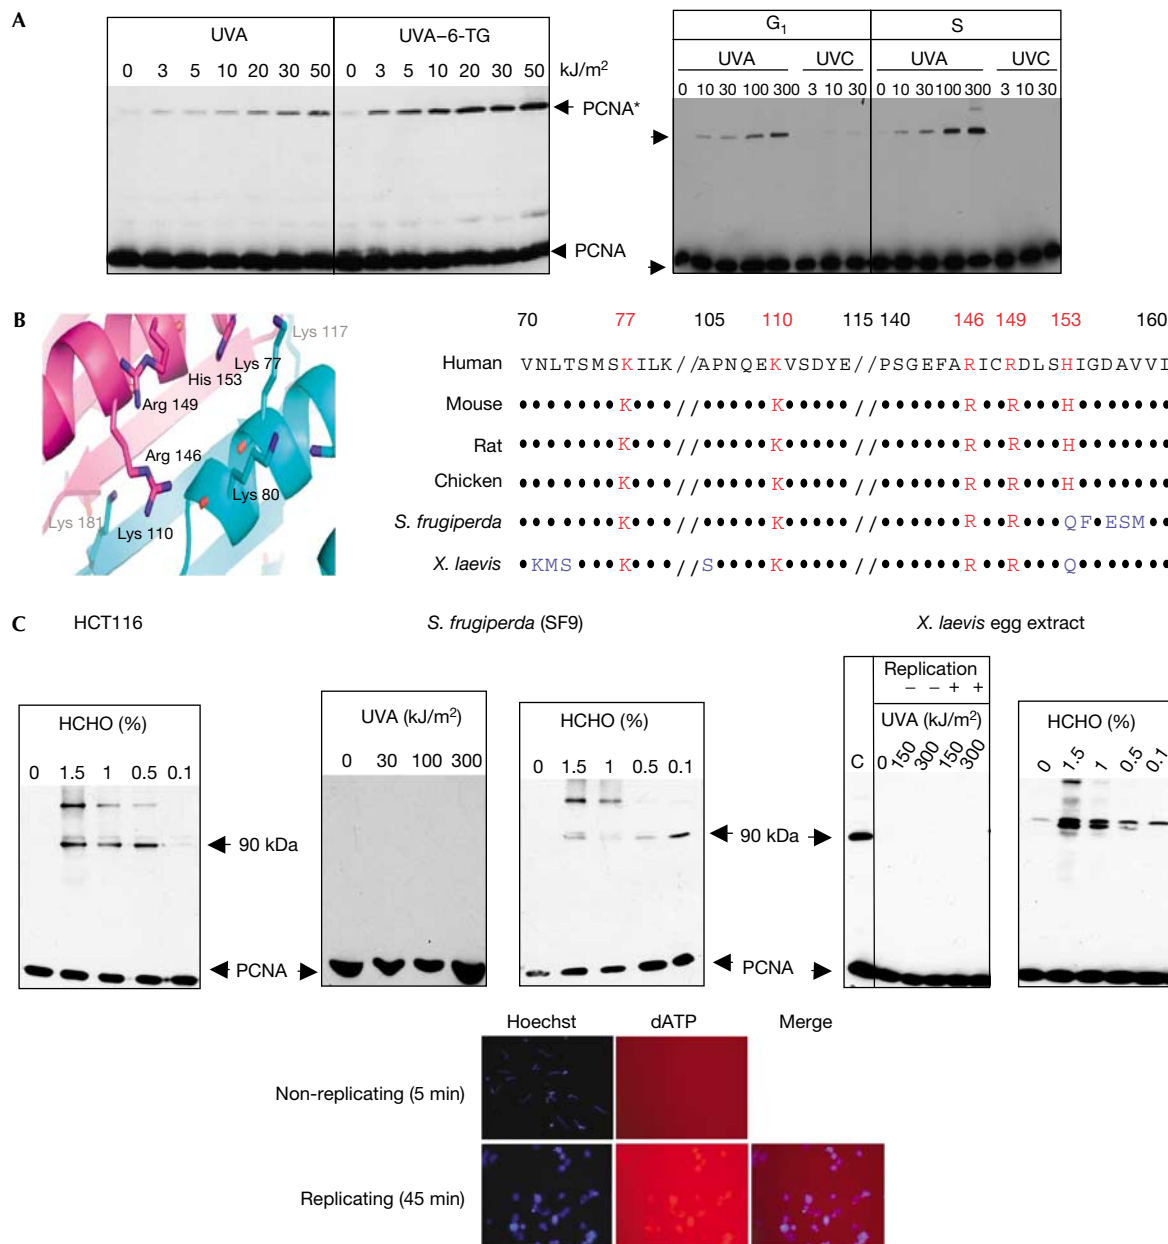 A
UVA
UVA–6-TG
0 3 5 10 20 30 50 0 3 5 10 20 30 50 kJ/m²
PCNA*
PCNA
G₁ S
UVA UVC UVA UVC
0 10 30 100 300 3 10 30 0 10 30 100 300 3 10 30
B
Lys 117
Lys 77
His 153
Arg 149
Arg 146
Lys 80
Lys 181
Lys 110
70 77 105 110 115 140 146 149 153 160
Human VNLTSMSKILK//APNQEKVSDYE//PSGEFARICRDLSHIGDAVVI
Mouse •••••••K•••//•••••K•••••//••••••R••R•••H•••••••
Rat •••••••K•••//•••••K•••••//••••••R••R•••H•••••••
Chicken •••••••K•••//•••••K•••••//••••••R••R•••H•••••••
S. frugiperda •••••••K•••//•••••K•••••//••••••R••R•••QF•ESM••
X. laevis •KMS•••K•••//S••••K•••••//••••••R••R•••Q•••••••
C
HCT116
S. frugiperda (SF9)
X. laevis egg extract
HCHO (%)
0 1.5 1 0.5 0.1
90 kDa
PCNA
UVA (kJ/m²)
0 30 100 300
HCHO (%)
0 1.5 1 0.5 0.1
90 kDa
PCNA
Replication
– – + +
UVA (kJ/m²)
C 0 150 300 150 300
HCHO (%)
0 1.5 1 0.5 0.1
Hoechst dATP Merge
Non-replicating (5 min)
Replicating (45 min)